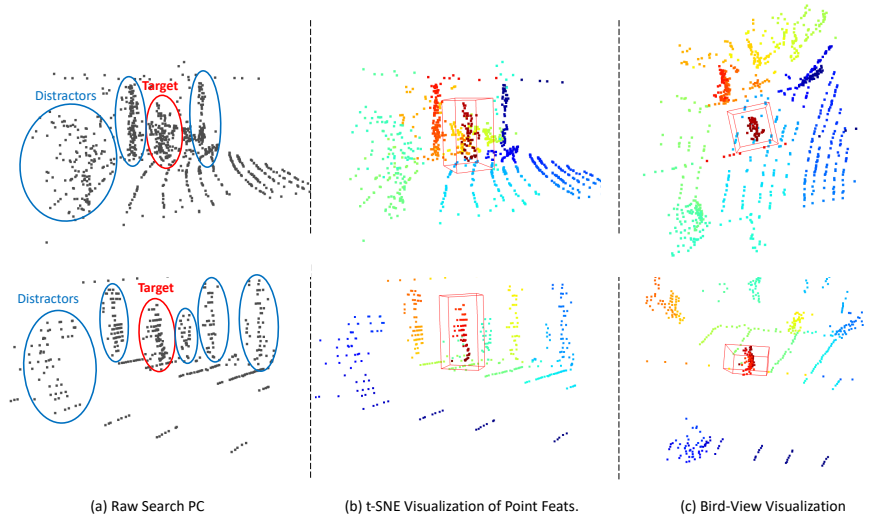 Target
Distractors
Distractors
Target
(a) Raw Search PC
(b) t-SNE Visualization of Point Feats.
(c) Bird-View Visualization